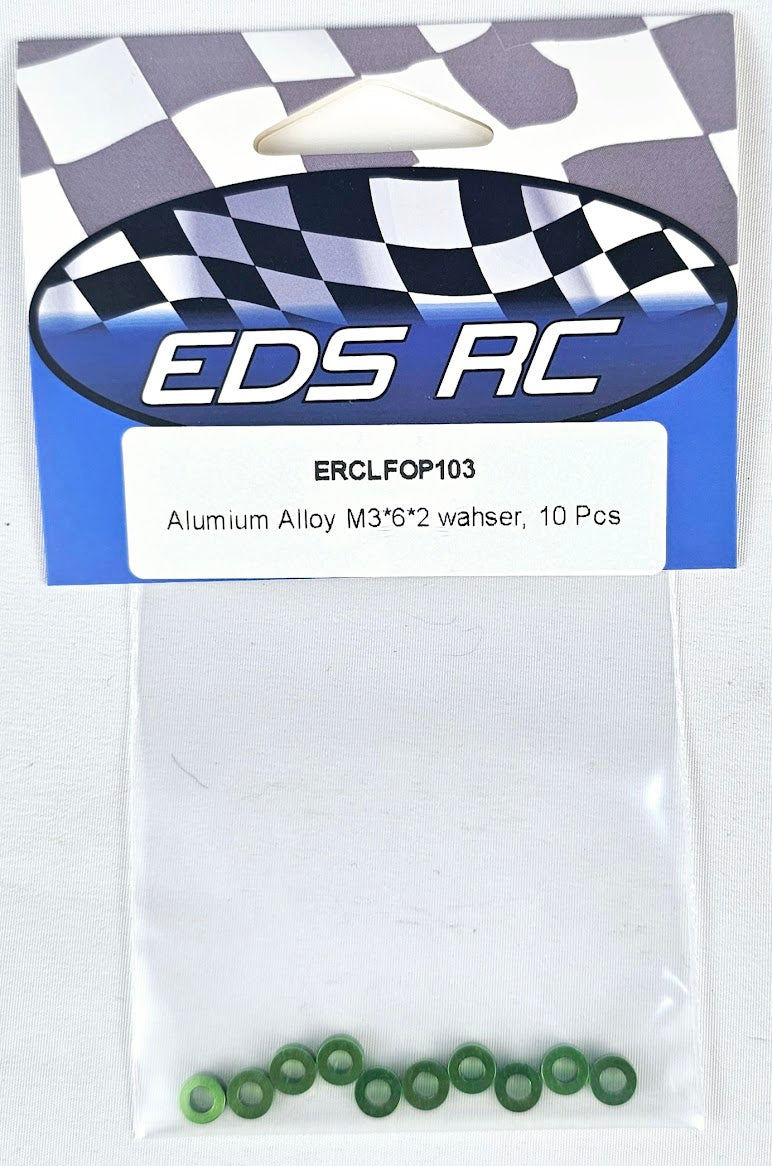 EDS RC
ERCLFOP103
Alumium Alloy M3*6*2 wahser, 10 Pcs